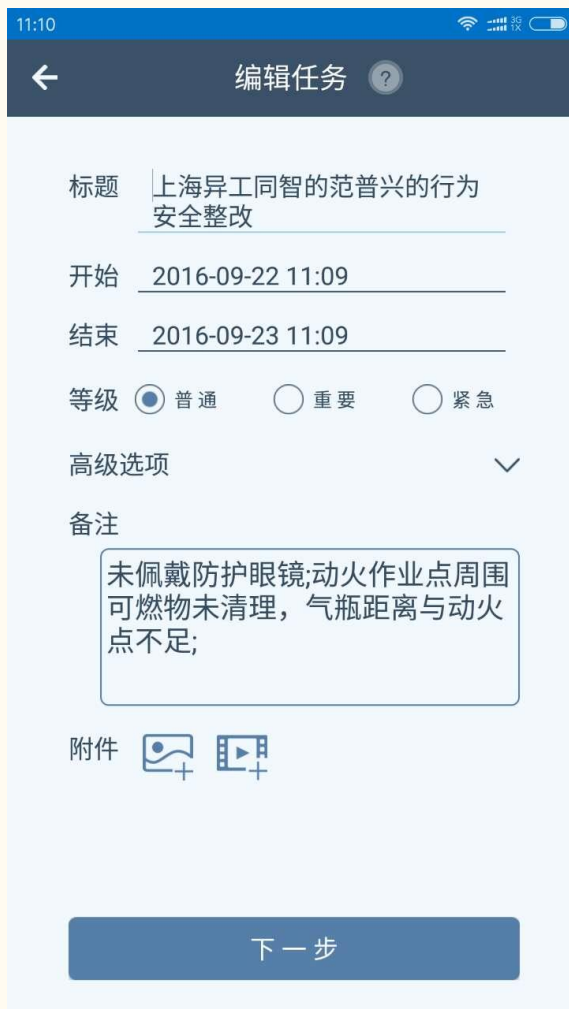 11:10
3G
1X
编辑任务 ?
标题 上海异工同智的范普兴的行为
安全整改
开始 2016-09-22 11:09
结束 2016-09-23 11:09
等级 普通 重要 紧急
高级选项
备注
未佩戴防护眼镜;动火作业点周围
可燃物未清理，气瓶距离与动火
点不足;
附件
下一步